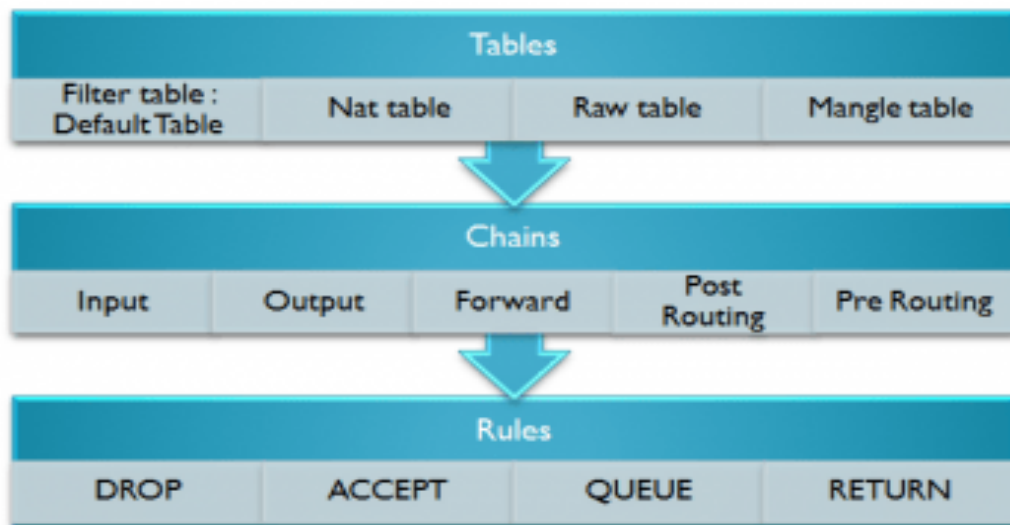 Tables
Filter table :
Default Table
Nat table
Raw table
Mangle table
Chains
Input
Output
Forward
Post
Routing
Pre Routing
Rules
DROP
ACCEPT
QUEUE
RETURN